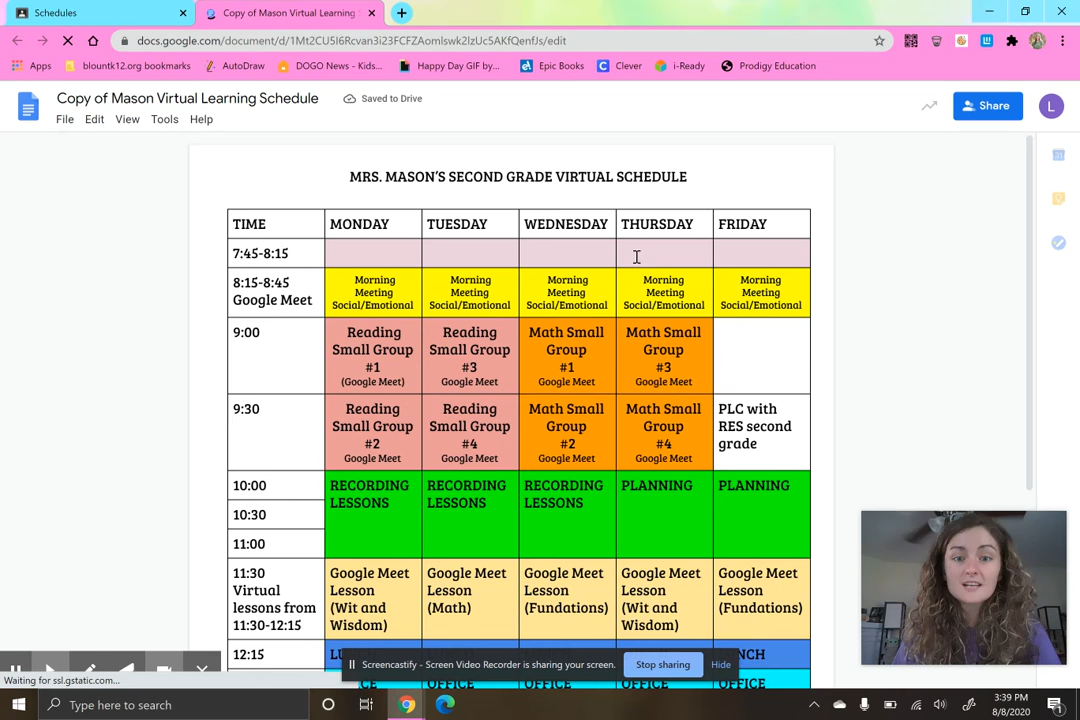 Schedules
Copy of Mason Virtual Learning
docs.google.com/document/d/1Mt2CU5I6Rcvan3i23FCFZAomlswk2lzUc5AKfQenfJs/edit
Apps blountk12.org bookmarks AutoDraw DOGO News - Kids... Happy Day GIF by... Epic Books Clever i-Ready Prodigy Education
Copy of Mason Virtual Learning Schedule Saved to Drive
File Edit View Tools Help
Share L
MRS. MASON'S SECOND GRADE VIRTUAL SCHEDULE
TIME MONDAY TUESDAY WEDNESDAY THURSDAY FRIDAY
7:45-8:15
8:15-8:45 Morning Morning Morning Morning Morning
Google Meet Meeting Meeting Meeting Meeting Meeting
Social/Emotional Social/Emotional Social/Emotional Social/Emotional Social/Emotional
9:00 Reading Reading Math Small Math Small
Small Group Small Group Group Group
#1 #3 #1 #3
(Google Meet) Google Meet Google Meet Google Meet
9:30 Reading Reading Math Small Math Small PLC with
Small Group Small Group Group Group RES second
#2 #4 #2 #4 grade
Google Meet Google Meet Google Meet Google Meet
10:00 RECORDING RECORDING RECORDING PLANNING PLANNING
LESSONS LESSONS LESSONS
10:30
11:00
11:30 Google Meet Google Meet Google Meet Google Meet Google Meet
Virtual Lesson Lesson Lesson Lesson Lesson
lessons from (Wit and (Math) (Fundations) (Wit and (Fundations)
11:30-12:15 Wisdom) Wisdom)
12:15
Screencastify - Screen Video Recorder is sharing your screen. Stop sharing Hide
OFFICE OFFICE OFFICE OFFICE
Waiting for ssl.gstatic.com...
Type here to search
3:39 PM
8/8/2020